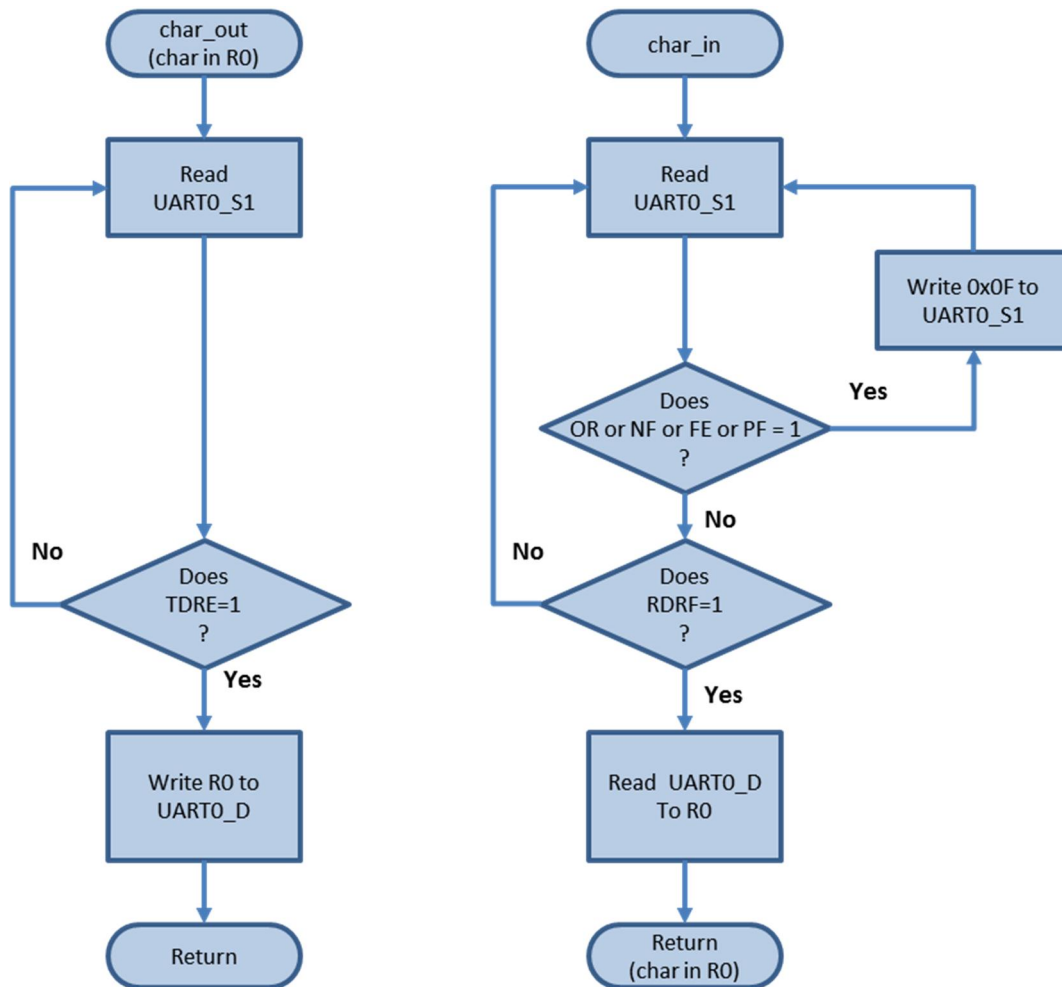 char_out
(char in R0)
Read
UART0_S1
No
Does
TDRE=1
?
Yes
Write R0 to
UART0_D
Return
char_in
Read
UART0_S1
Write 0x0F to
UART0_S1
Does
OR or NF or FE or PF = 1
?
Yes
No
No
Does
RDRF=1
?
Yes
Read UART0_D
To R0
Return
(char in R0)